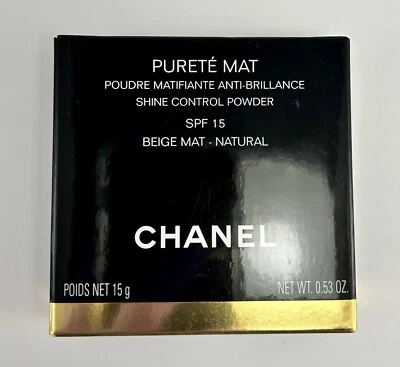 PURETÉ MAT
POUDRE MATIFIANTE ANTI-BRILLANCE
SHINE CONTROL POWDER
SPF 15
BEIGE MAT - NATURAL
CHANEL
POIDS NET 15 g NET WT. 0.53 OZ.